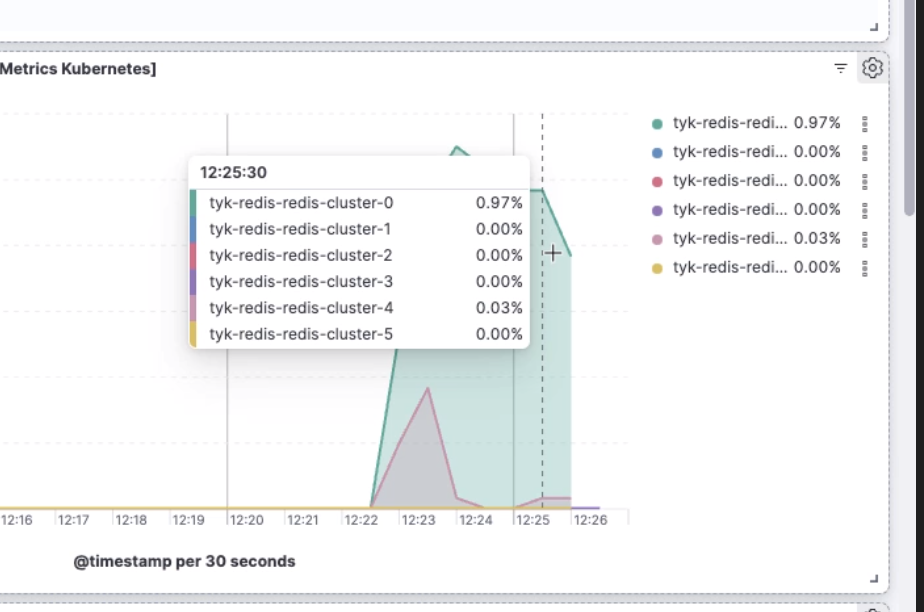 Metrics Kubernetes]
12:25:30
tyk-redis-redis-cluster-0 0.97%
tyk-redis-redis-cluster-1 0.00%
tyk-redis-redis-cluster-2 0.00%
tyk-redis-redis-cluster-3 0.00%
tyk-redis-redis-cluster-4 0.03%
tyk-redis-redis-cluster-5 0.00%
tyk-redis-redi... 0.97%
tyk-redis-redi... 0.00%
tyk-redis-redi... 0.00%
tyk-redis-redi... 0.00%
tyk-redis-redi... 0.03%
tyk-redis-redi... 0.00%
12:16 12:17 12:18 12:19 12:20 12:21 12:22 12:23 12:24 12:25 12:26
@timestamp per 30 seconds